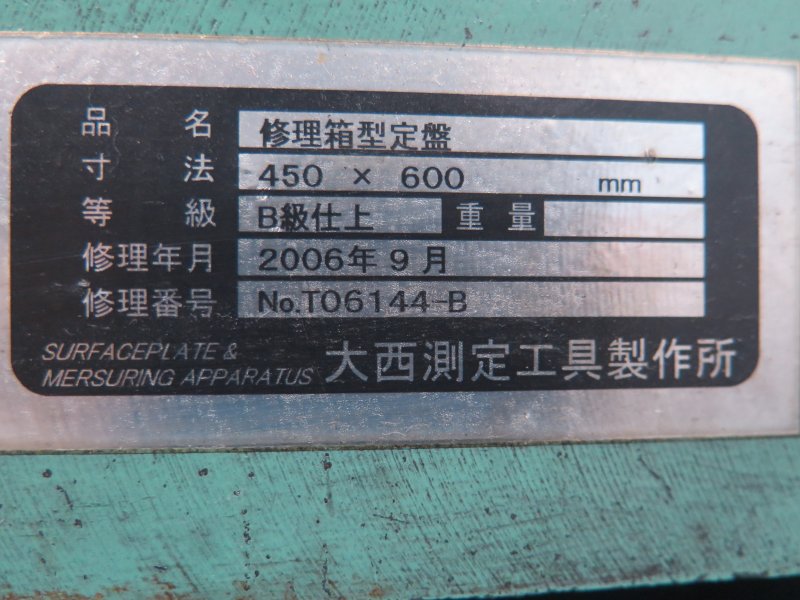 品名 修理箱型定盤
寸法 450 × 600 mm
等級 B級仕上 重量
修理年月 2006年9月
修理番号 No.T06144-B
SURFACEPLATE &
MERSURING APPARATUS 大西測定工具製作所